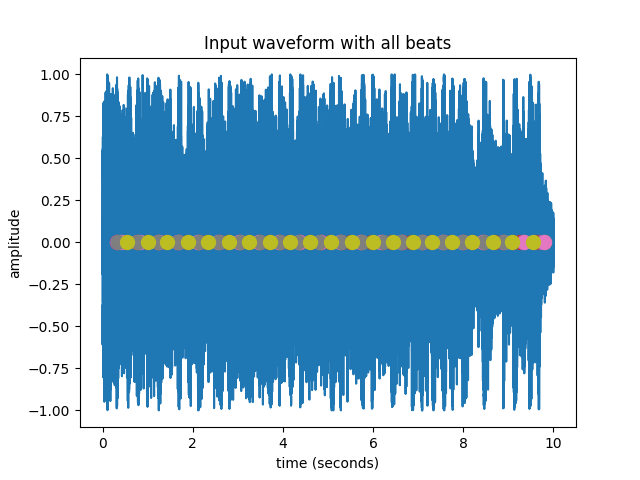 Input waveform with all beats
1.00
0.75
0.50
0.25
0.00
−0.25
−0.50
−0.75
−1.00
amplitude
0 2 4 6 8 10
time (seconds)